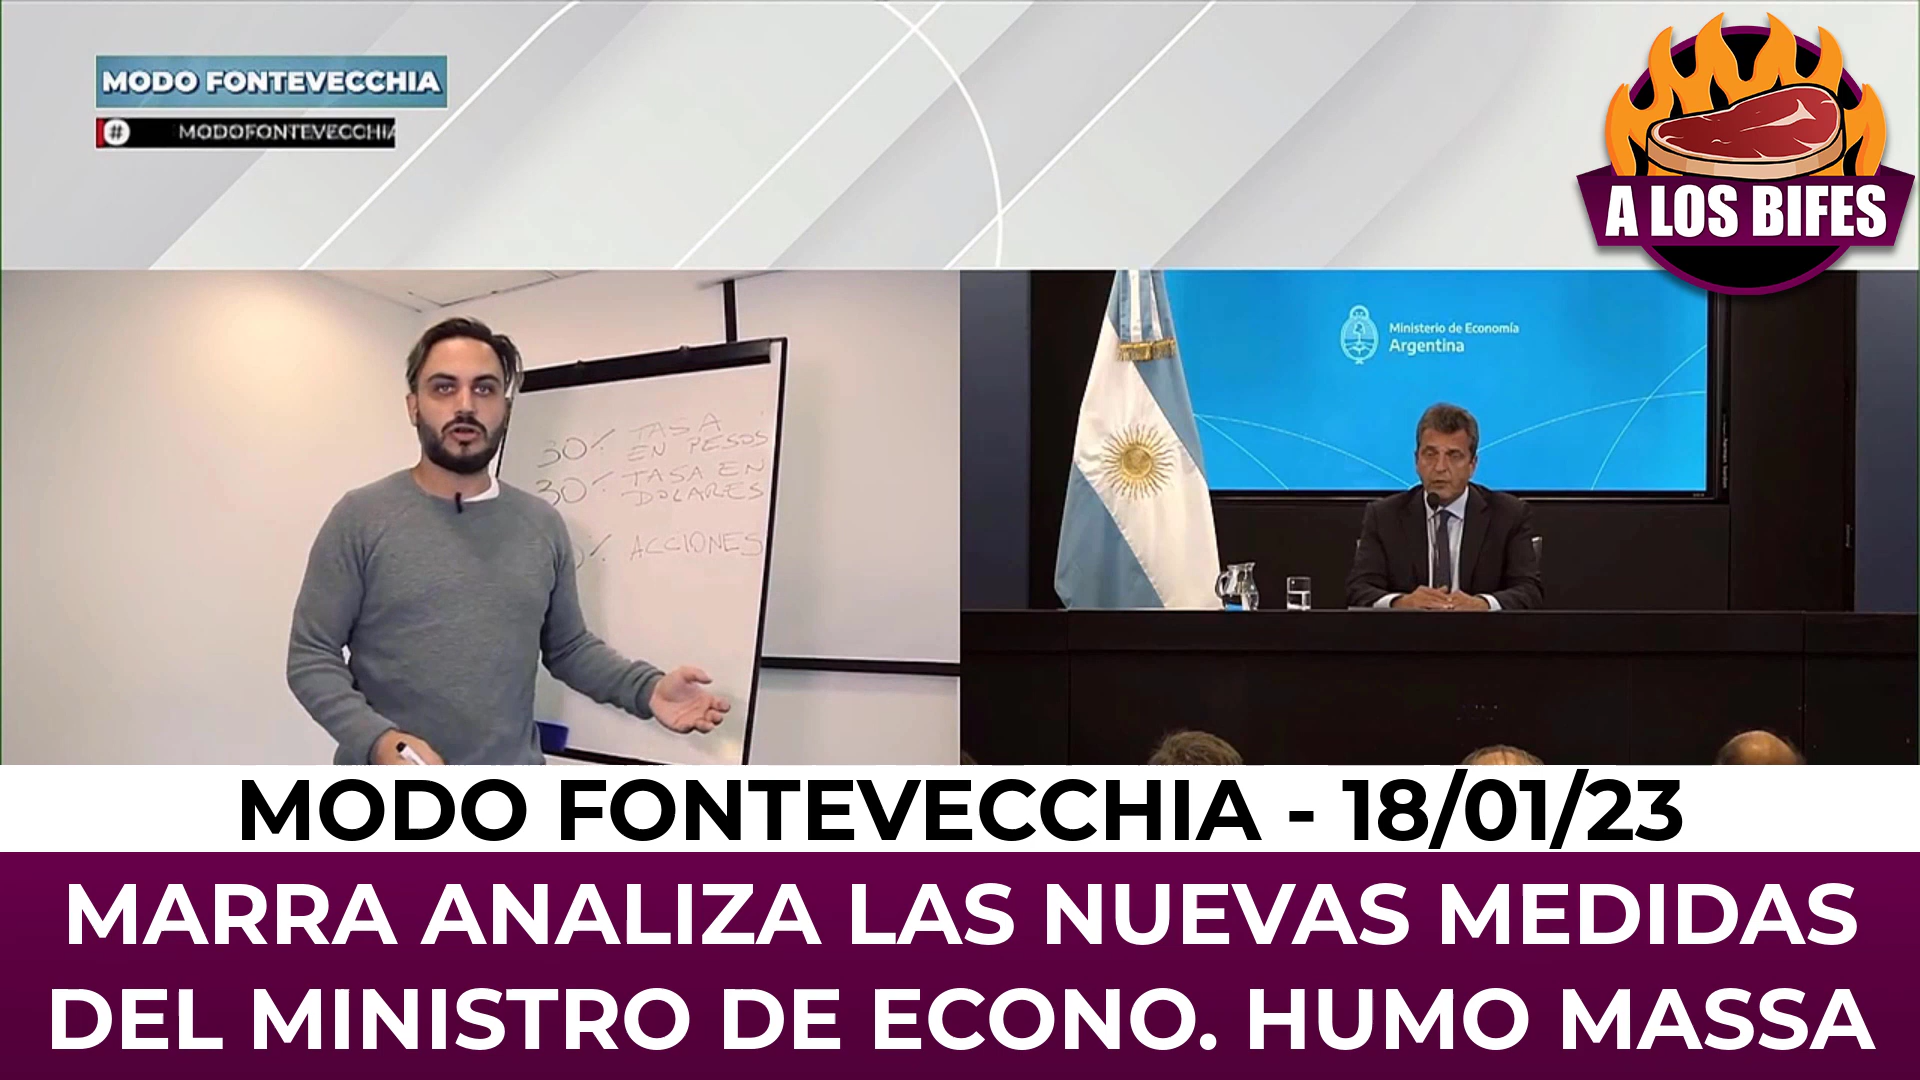 MODO FONTEVECCHIA
# MODOFONTEVECCHIA
A LOS BIFES
Ministerio de Economía
Argentina
30% TASA
EN PESOS
30% TASA EN
DOLARES
% ACCIONES
MODO FONTEVECCHIA - 18/01/23
MARRA ANALIZA LAS NUEVAS MEDIDAS
DEL MINISTRO DE ECONO. HUMO MASSA